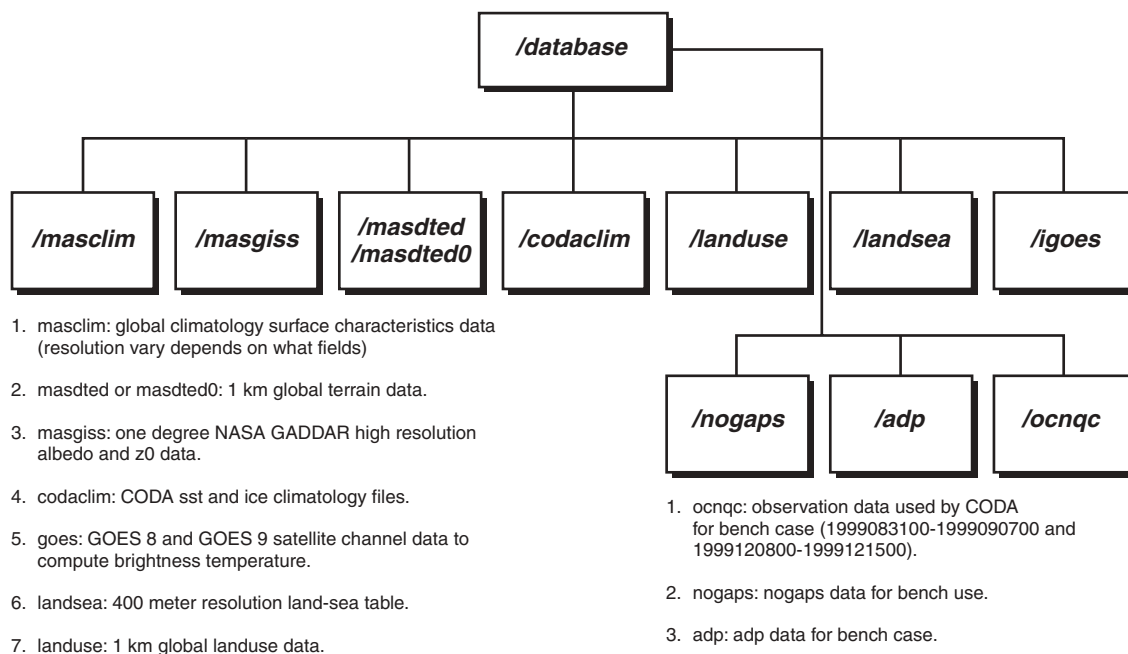 /database
/masclim
/masgiss
/masdted
/masdted0
/codaclim
/landuse
/landsea
/igoes
1. masclim: global climatology surface characteristics data
(resolution vary depends on what fields)
2. masdted or masdted0: 1 km global terrain data.
3. masgiss: one degree NASA GADDAR high resolution
albedo and z0 data.
4. codaclim: CODA sst and ice climatology files.
5. goes: GOES 8 and GOES 9 satellite channel data to
compute brightness temperature.
6. landsea: 400 meter resolution land-sea table.
7. landuse: 1 km global landuse data.
/nogaps
/adp
/ocnqc
1. ocnqc: observation data used by CODA
for bench case (1999083100-1999090700 and
1999120800-1999121500).
2. nogaps: nogaps data for bench use.
3. adp: adp data for bench case.